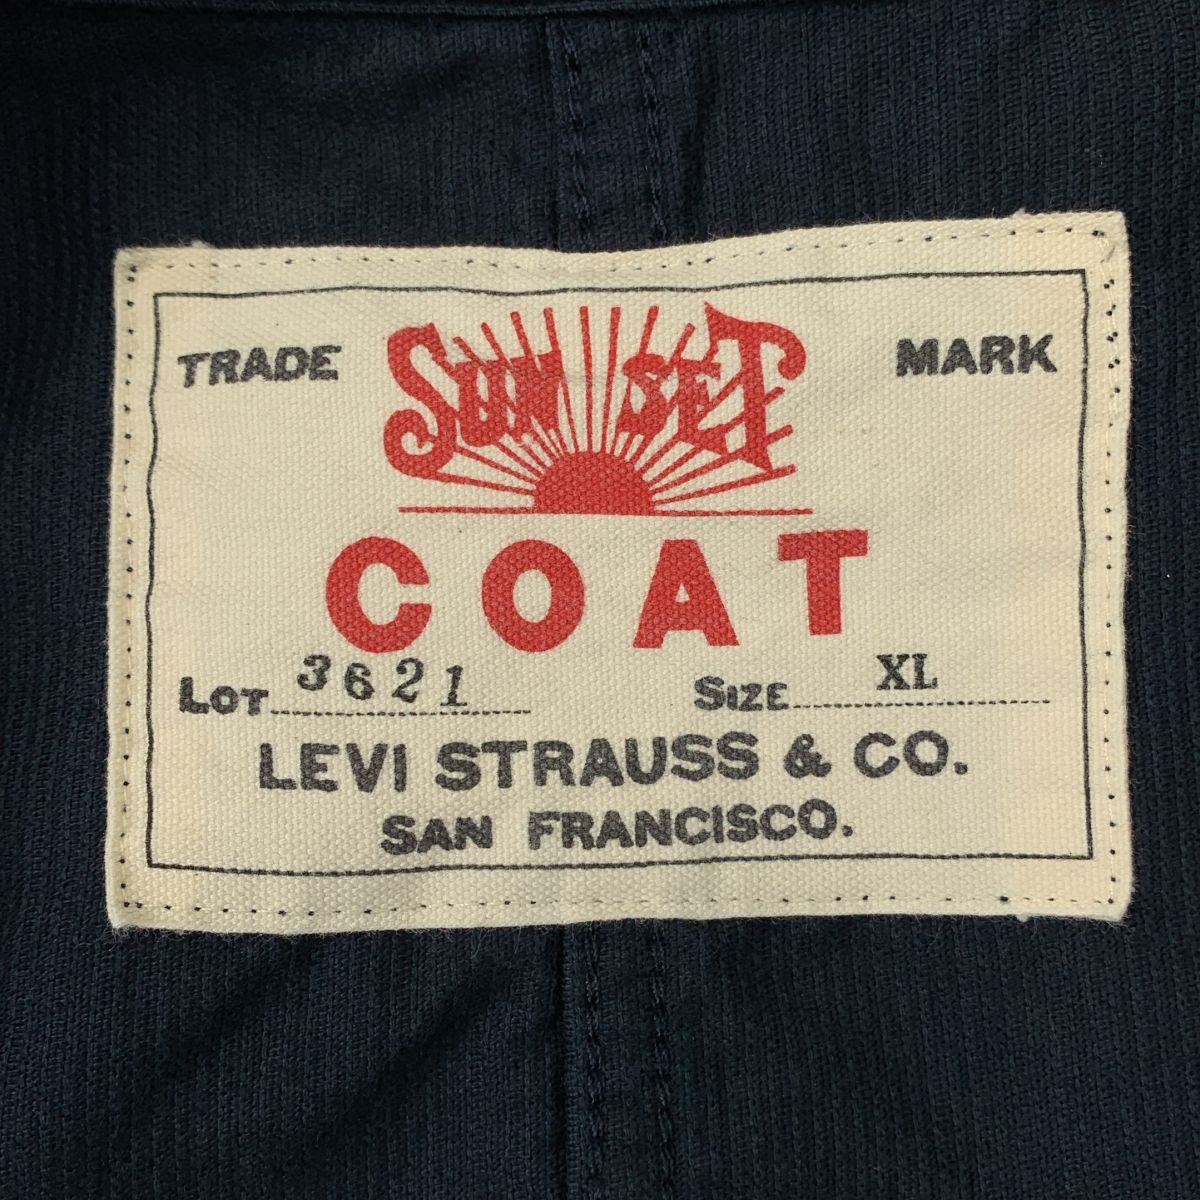 TRADE SUN SET MARK
COAT
LOT 3621 SIZE XL
LEVI STRAUSS & CO.
SAN FRANCISCO.